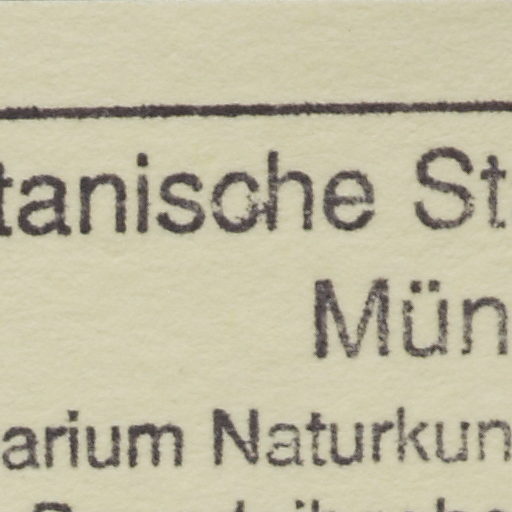 tanische St
Mün
arium Naturkun